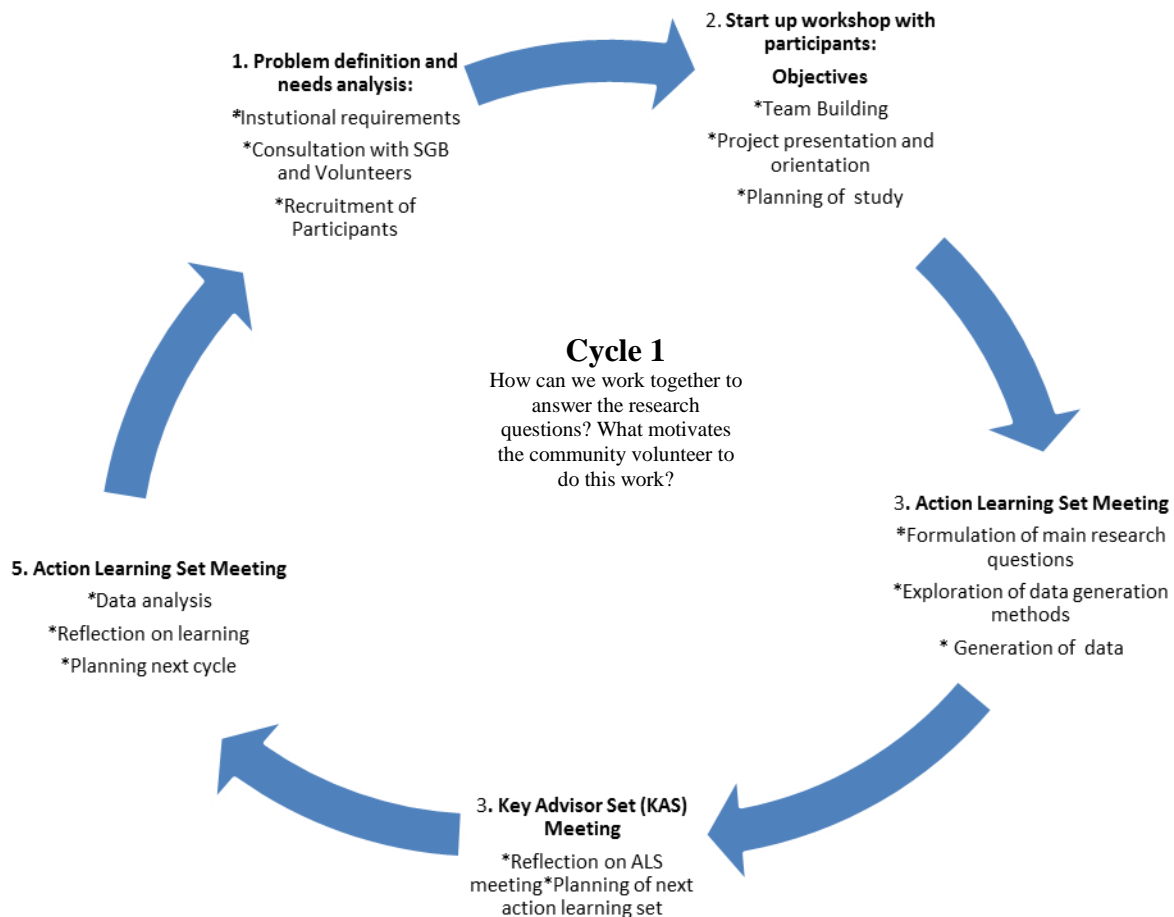 1. Problem definition and
needs analysis:
*Instutional requirements
*Consultation with SGB
and Volunteers
*Recruitment of
Participants
2. Start up workshop with
participants:
Objectives
*Team Building
*Project presentation and
orientation
*Planning of study
Cycle 1
How can we work together to
answer the research
questions? What motivates
the community volunteer to
do this work?
3. Action Learning Set Meeting
*Formulation of main research
questions
*Exploration of data generation
methods
* Generation of data
3. Key Advisor Set (KAS)
Meeting
*Reflection on ALS
meeting*Planning of next
action learning set
5. Action Learning Set Meeting
*Data analysis
*Reflection on learning
*Planning next cycle